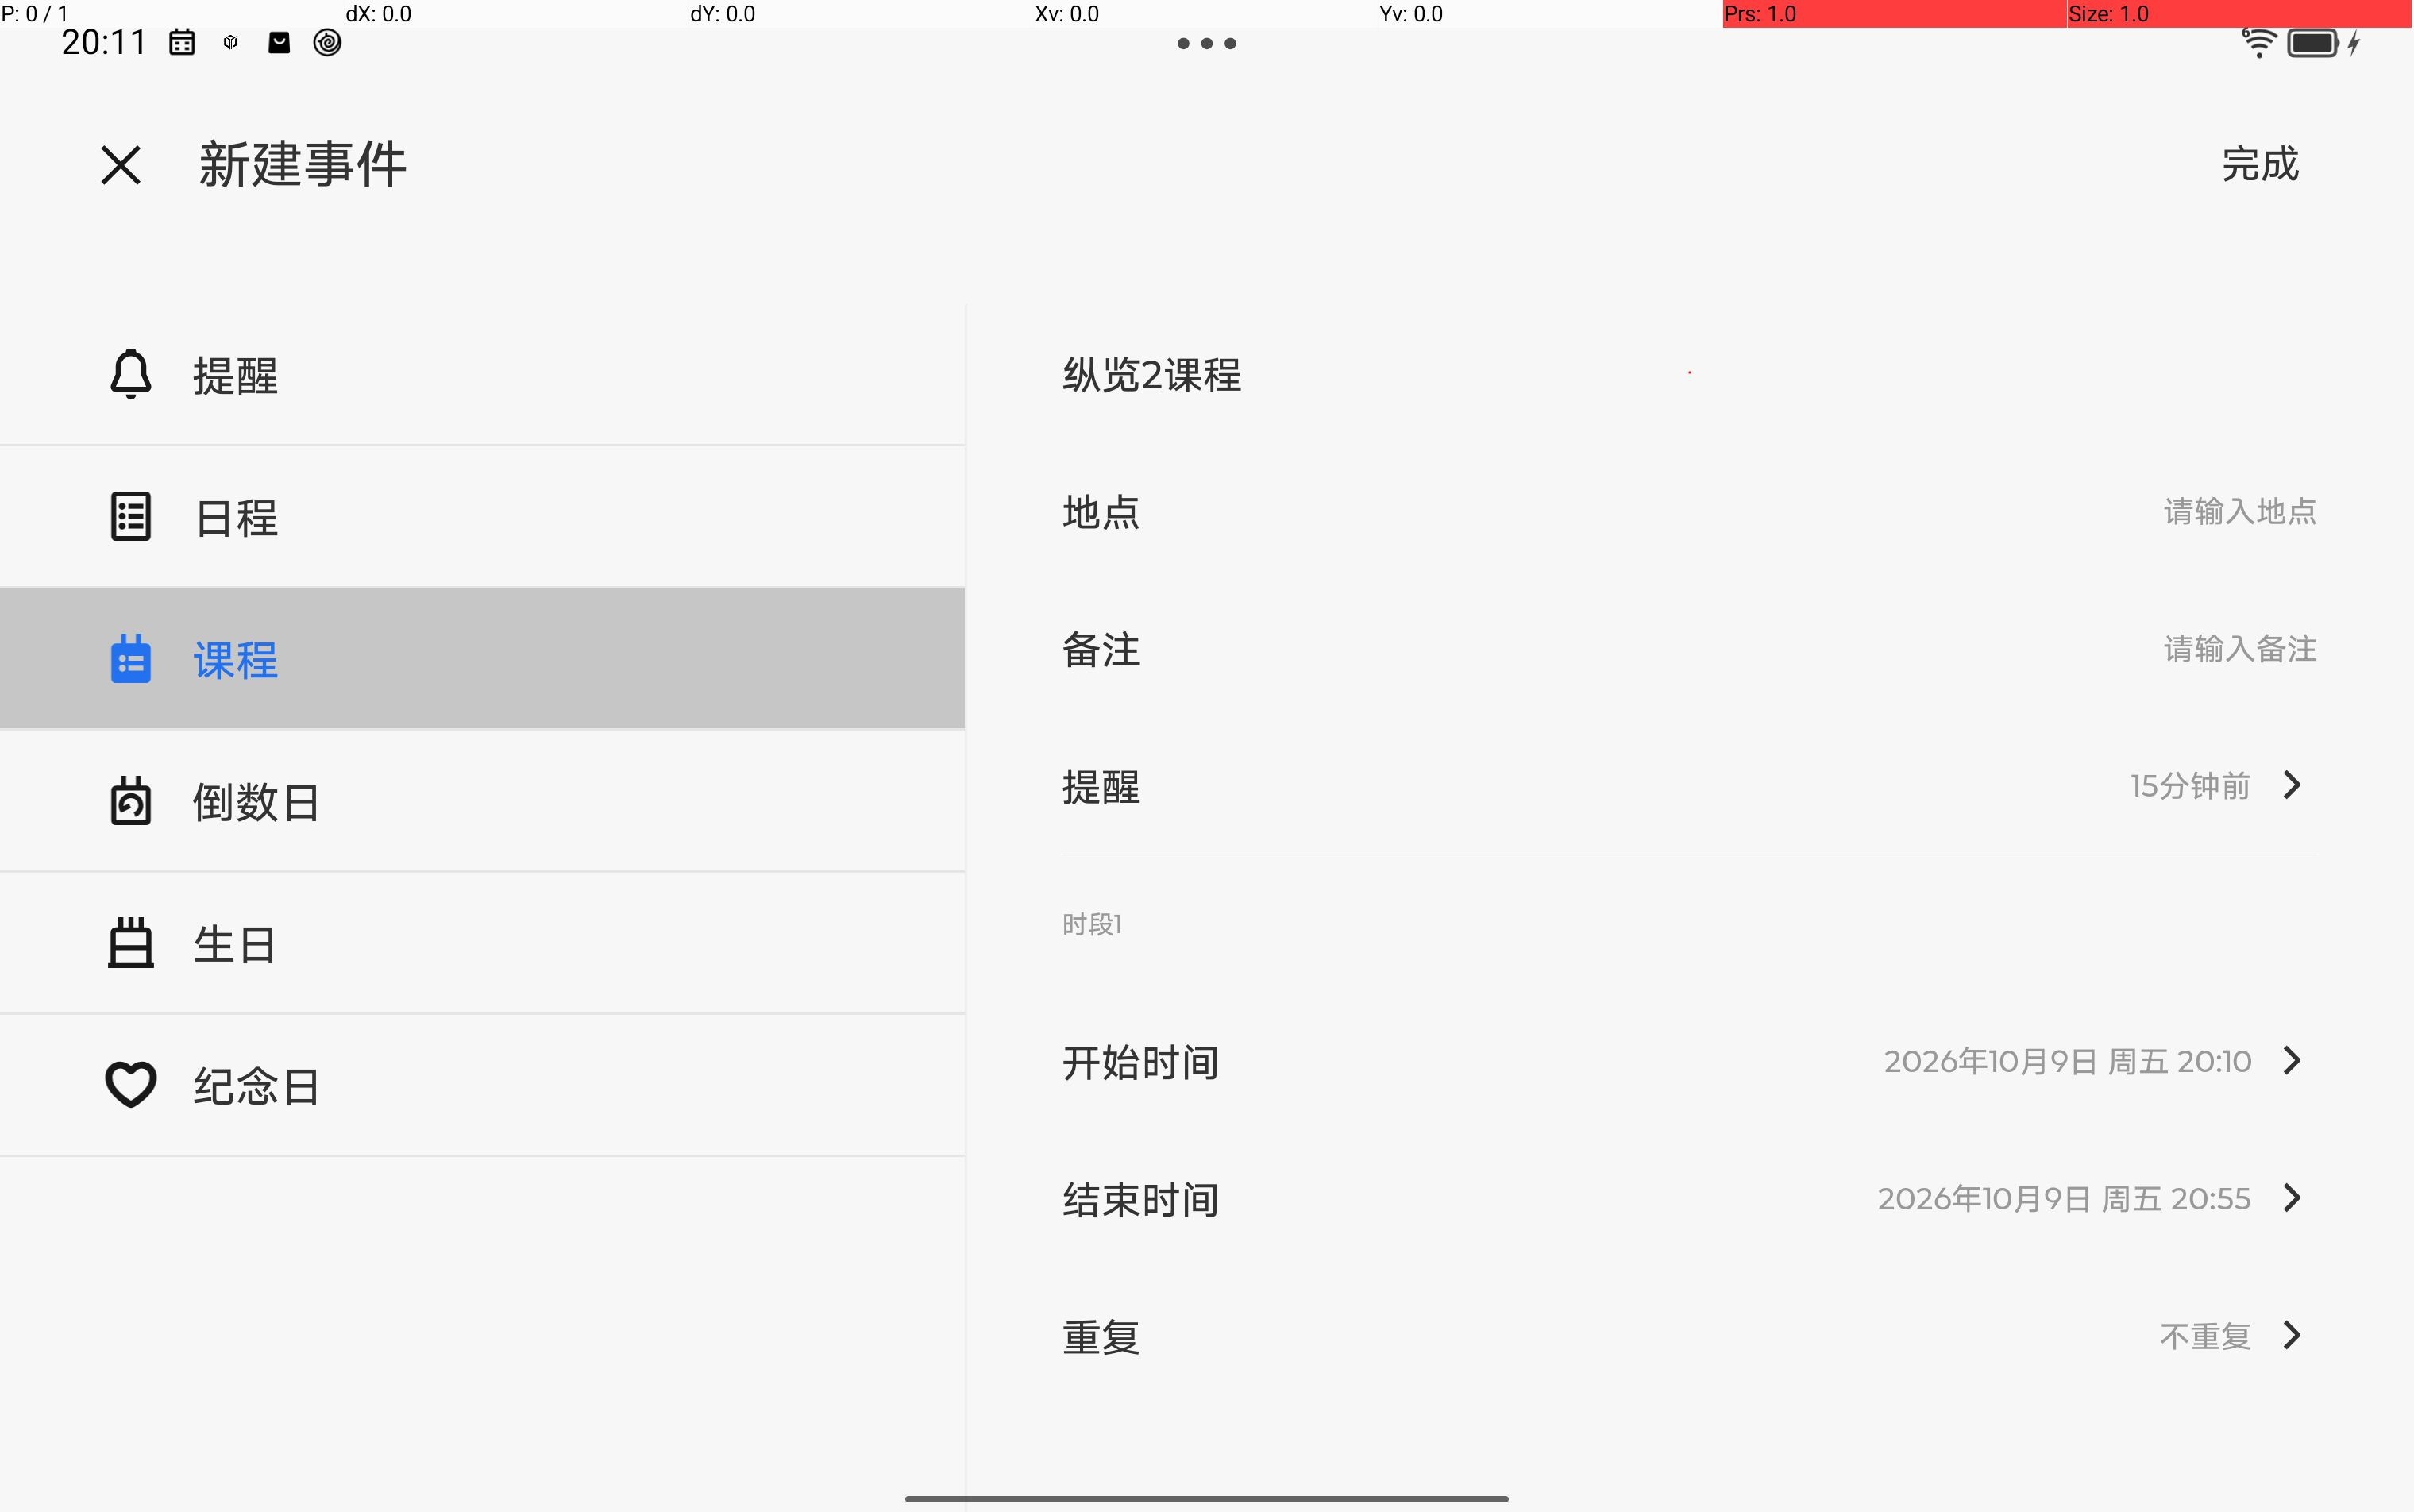 P: 0 / 1 dX: 0.0 dY: 0.0 Xv: 0.0 Yv: 0.0 Prs: 1.0 Size: 1.0
20:11
新建事件 完成
提醒
日程
课程
倒数日
生日
纪念日
纵览2课程
地点 请输入地点
备注 请输入备注
提醒 15分钟前
时段1
开始时间 2026年10月9日 周五 20:10
结束时间 2026年10月9日 周五 20:55
重复 不重复